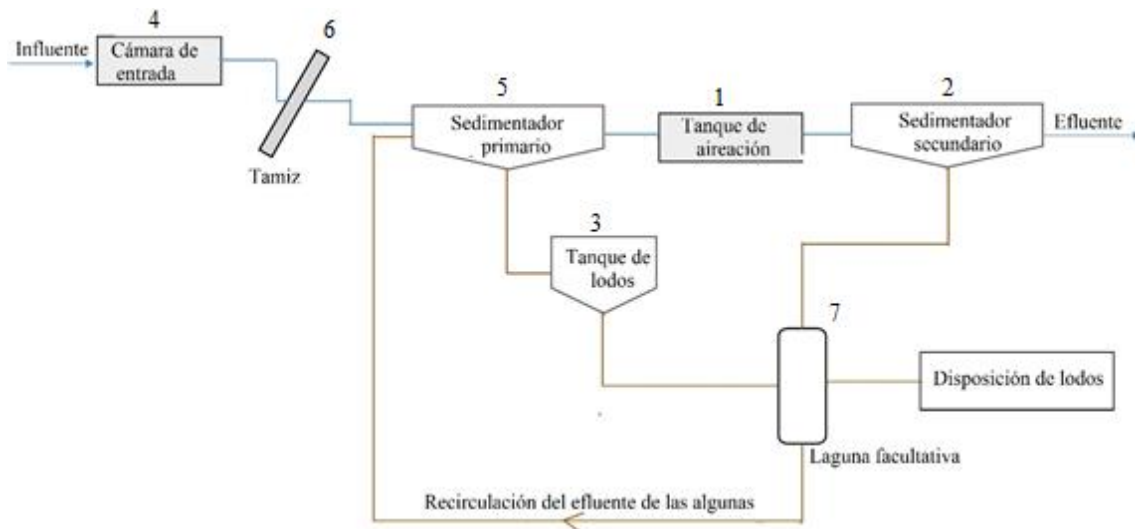 4
Influente
Cámara de
entrada
6
Tamiz
5
Sedimentador
primario
1
Tanque de
aireación
2
Sedimentador
secundario
Efluente
3
Tanque de
lodos
7
Disposición de lodos
Laguna facultativa
Recirculación del efluente de las algunas